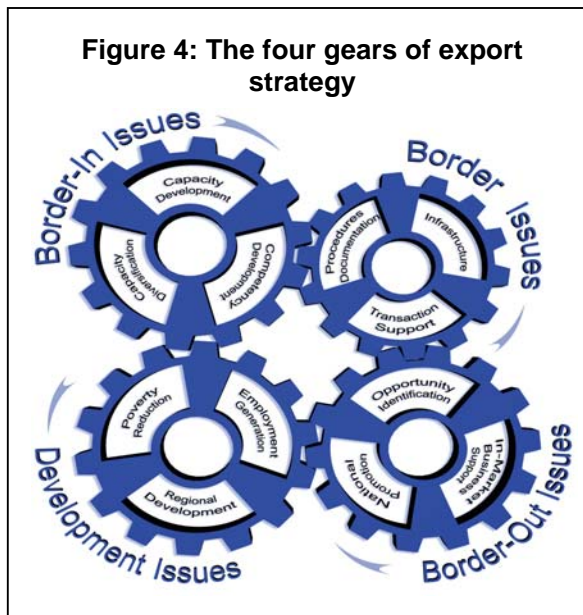 Figure 4: The four gears of export
strategy
Border-In Issues
Capacity
Development
Capacity
Diversification
Competency
Development
Border Issues
Procedures
Documentation
Infrastructure
Transaction
Support
Development Issues
Poverty
Reduction
Employment
Generation
Regional
Development
Border-Out Issues
Opportunity
Identification
National
Promotion
In-Market
Business
Support